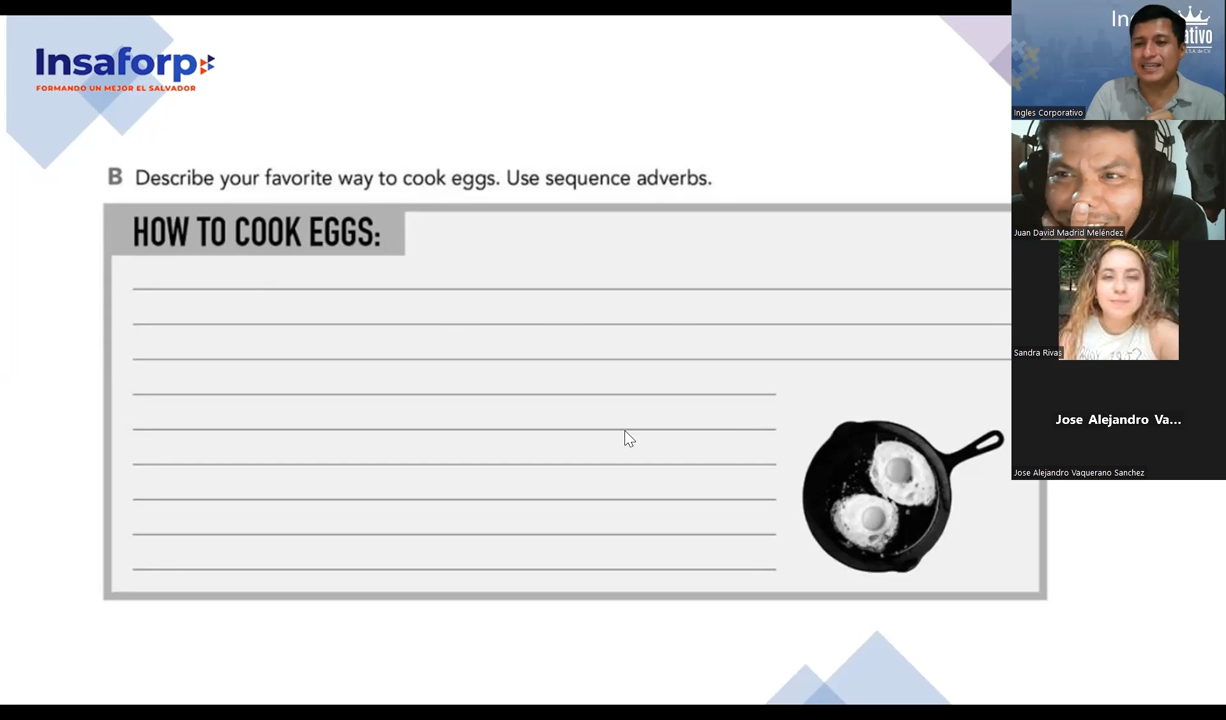 Insaforp
FORMANDO UN MEJOR EL SALVADOR
B Describe your favorite way to cook eggs. Use sequence adverbs.
HOW TO COOK EGGS:
Ingles Corporativo
Juan David Madrid Meléndez
Sandra Rivas
Jose Alejandro Va...
Jose Alejandro Vaquerano Sanchez